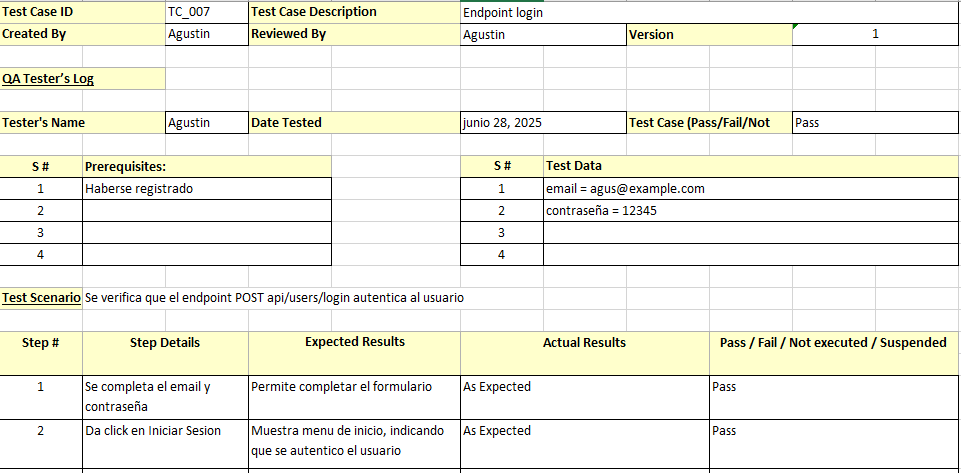 Test Case ID TC_007 Test Case Description Endpoint login
Created By Agustin Reviewed By Agustin Version 1
QA Tester's Log
Tester's Name Agustin Date Tested junio 28, 2025 Test Case (Pass/Fail/Not Pass
S # Prerequisites: S # Test Data
1 Haberse registrado 1 email = agus@example.com
2 2 contraseña = 12345
3 3
4 4
Test Scenario Se verifica que el endpoint POST api/users/login autentica al usuario
Step # Step Details Expected Results Actual Results Pass / Fail / Not executed / Suspended
1 Se completa el email y Permite completar el formulario As Expected Pass
contraseña
2 Da click en Iniciar Sesion Muestra menu de inicio, indicando As Expected Pass
que se autentico el usuario